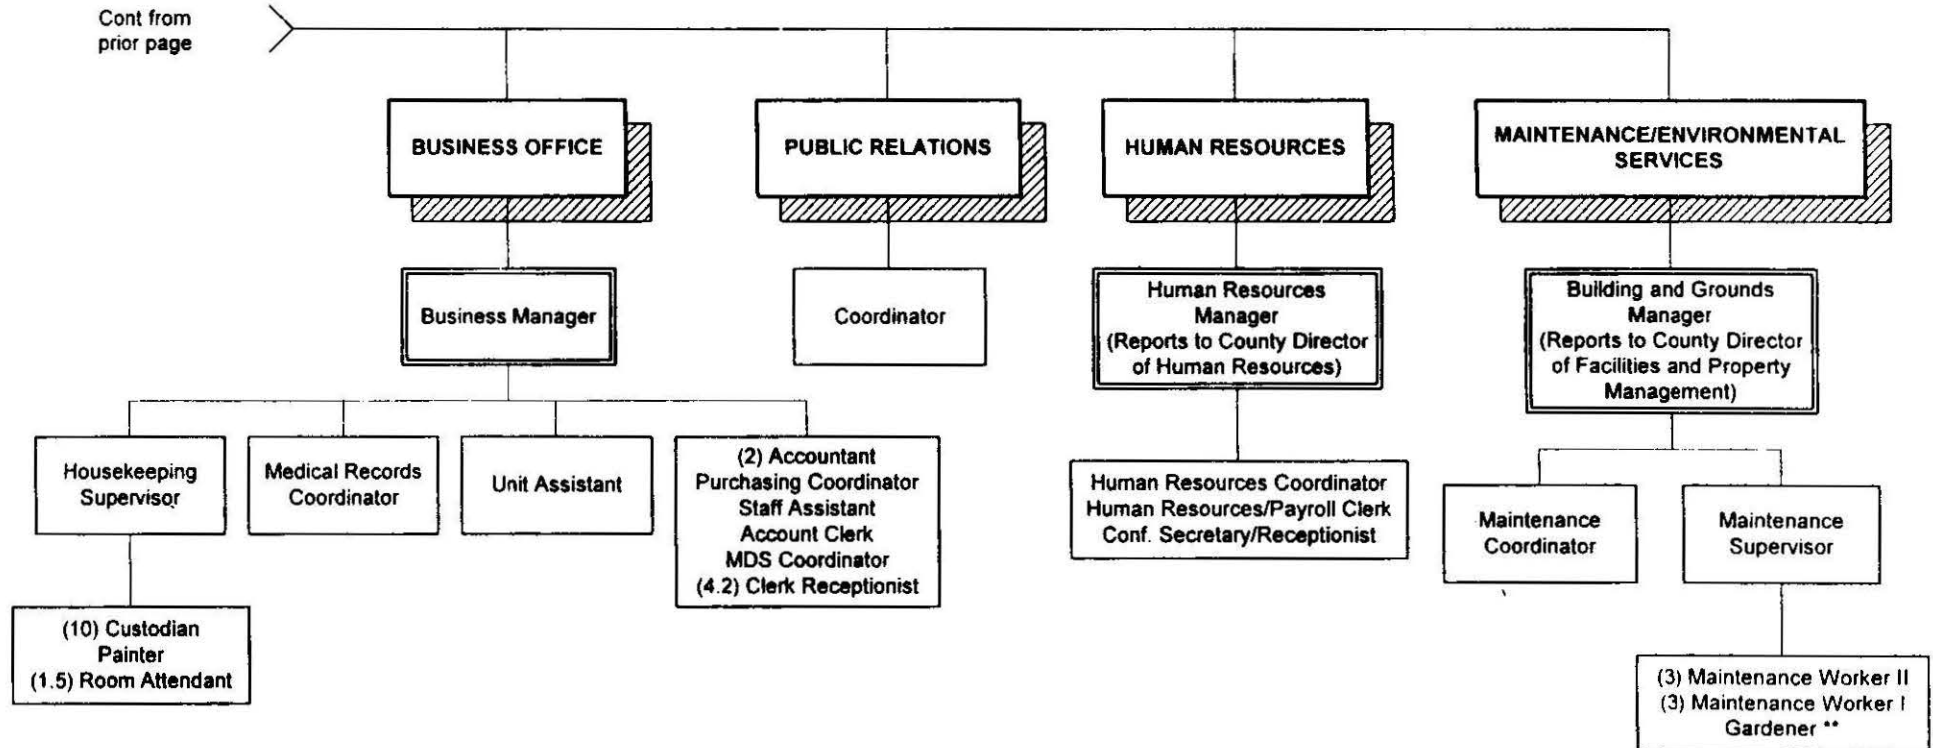 Cont from
prior page
BUSINESS OFFICE
PUBLIC RELATIONS
HUMAN RESOURCES
MAINTENANCE/ENVIRONMENTAL
SERVICES
Business Manager
Coordinator
Human Resources
Manager
(Reports to County Director
of Human Resources)
Building and Grounds
Manager
(Reports to County Director
of Facilities and Property
Management)
Housekeeping
Supervisor
Medical Records
Coordinator
Unit Assistant
(2) Accountant
Purchasing Coordinator
Staff Assistant
Account Clerk
MDS Coordinator
(4.2) Clerk Receptionist
Human Resources Coordinator
Human Resources/Payroll Clerk
Conf. Secretary/Receptionist
Maintenance
Coordinator
Maintenance
Supervisor
(10) Custodian
Painter
(1.5) Room Attendant
(3) Maintenance Worker II
(3) Maintenance Worker I
Gardener **